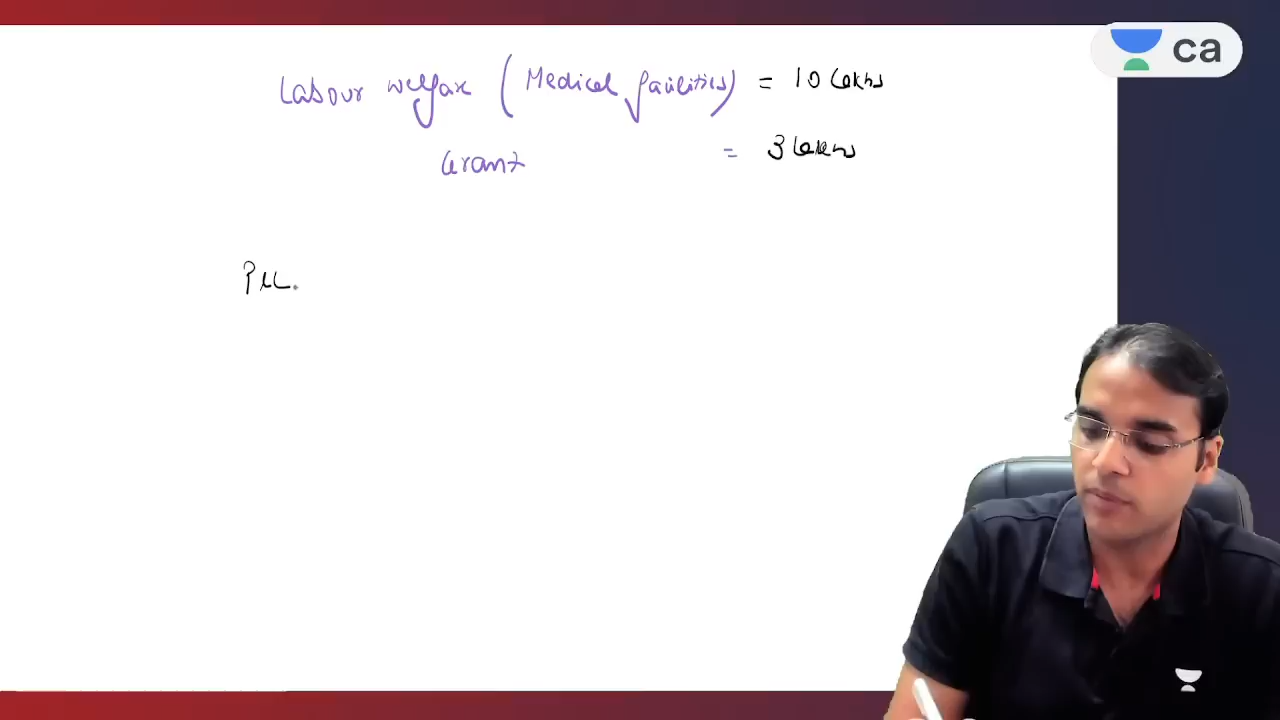 ca
Labour welfare (Medical facilities) = 10 lakhs
Grant = 3 lakhs